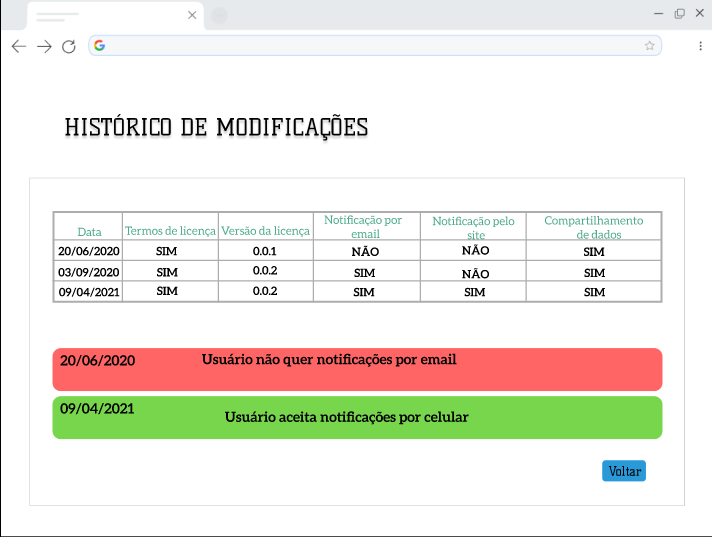 HISTÓRICO DE MODIFICAÇÕES
Data Termos de licença Versão da licença Notificação por email Notificação pelo site Compartilhamento de dados
20/06/2020 SIM 0.0.1 NÃO NÃO SIM
03/09/2020 SIM 0.0.2 SIM NÃO SIM
09/04/2021 SIM 0.0.2 SIM SIM SIM
20/06/2020 Usuário não quer notificações por email
09/04/2021 Usuário aceita notificações por celular
Voltar